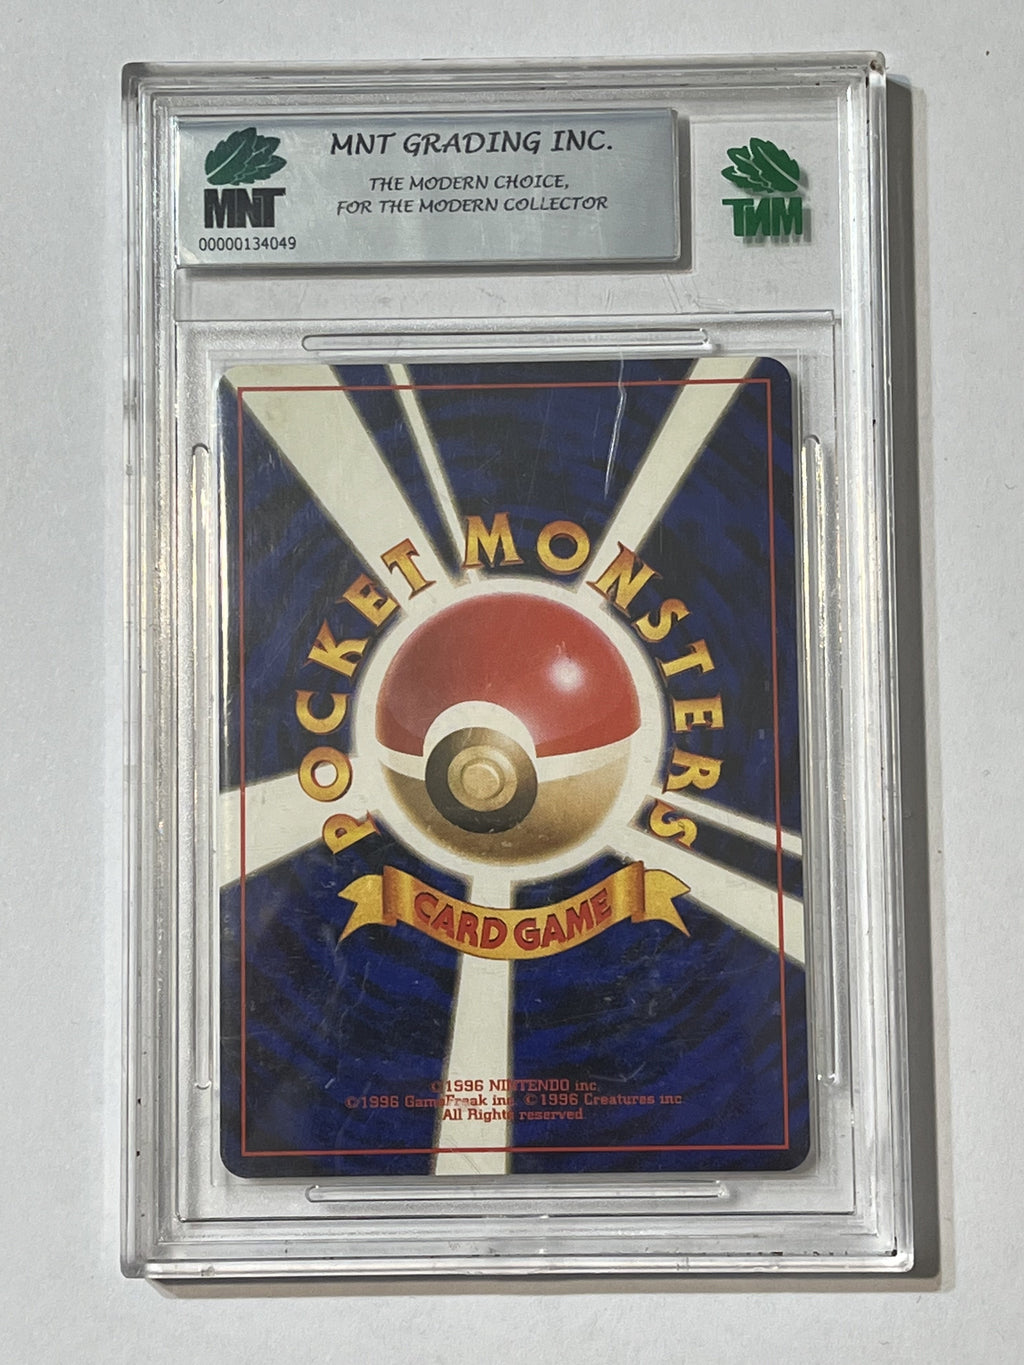 MNT GRADING INC.
THE MODERN CHOICE,
FOR THE MODERN COLLECTOR
MNT
00000134049
MNT
POCKET MONSTERS
CARD GAME
©1996 NINTENDO inc.
©1996 GameFreak inc. ©1996 Creatures inc.
All Rights reserved.